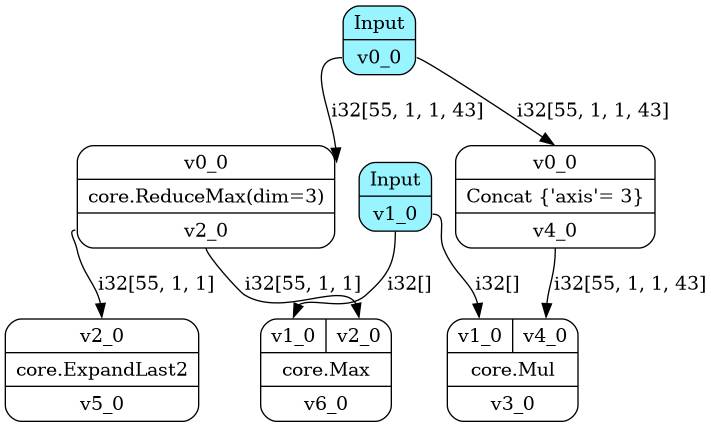 Input
v0_0
i32[55, 1, 1, 43]
i32[55, 1, 1, 43]
v0_0
core.ReduceMax(dim=3)
v2_0
Input
v1_0
v0_0
Concat {'axis'= 3}
v4_0
i32[55, 1, 1]
i32[55, 1, 1]
i32[]
i32[]
i32[55, 1, 1, 43]
v2_0
core.ExpandLast2
v5_0
v1_0 v2_0
core.Max
v6_0
v1_0 v4_0
core.Mul
v3_0